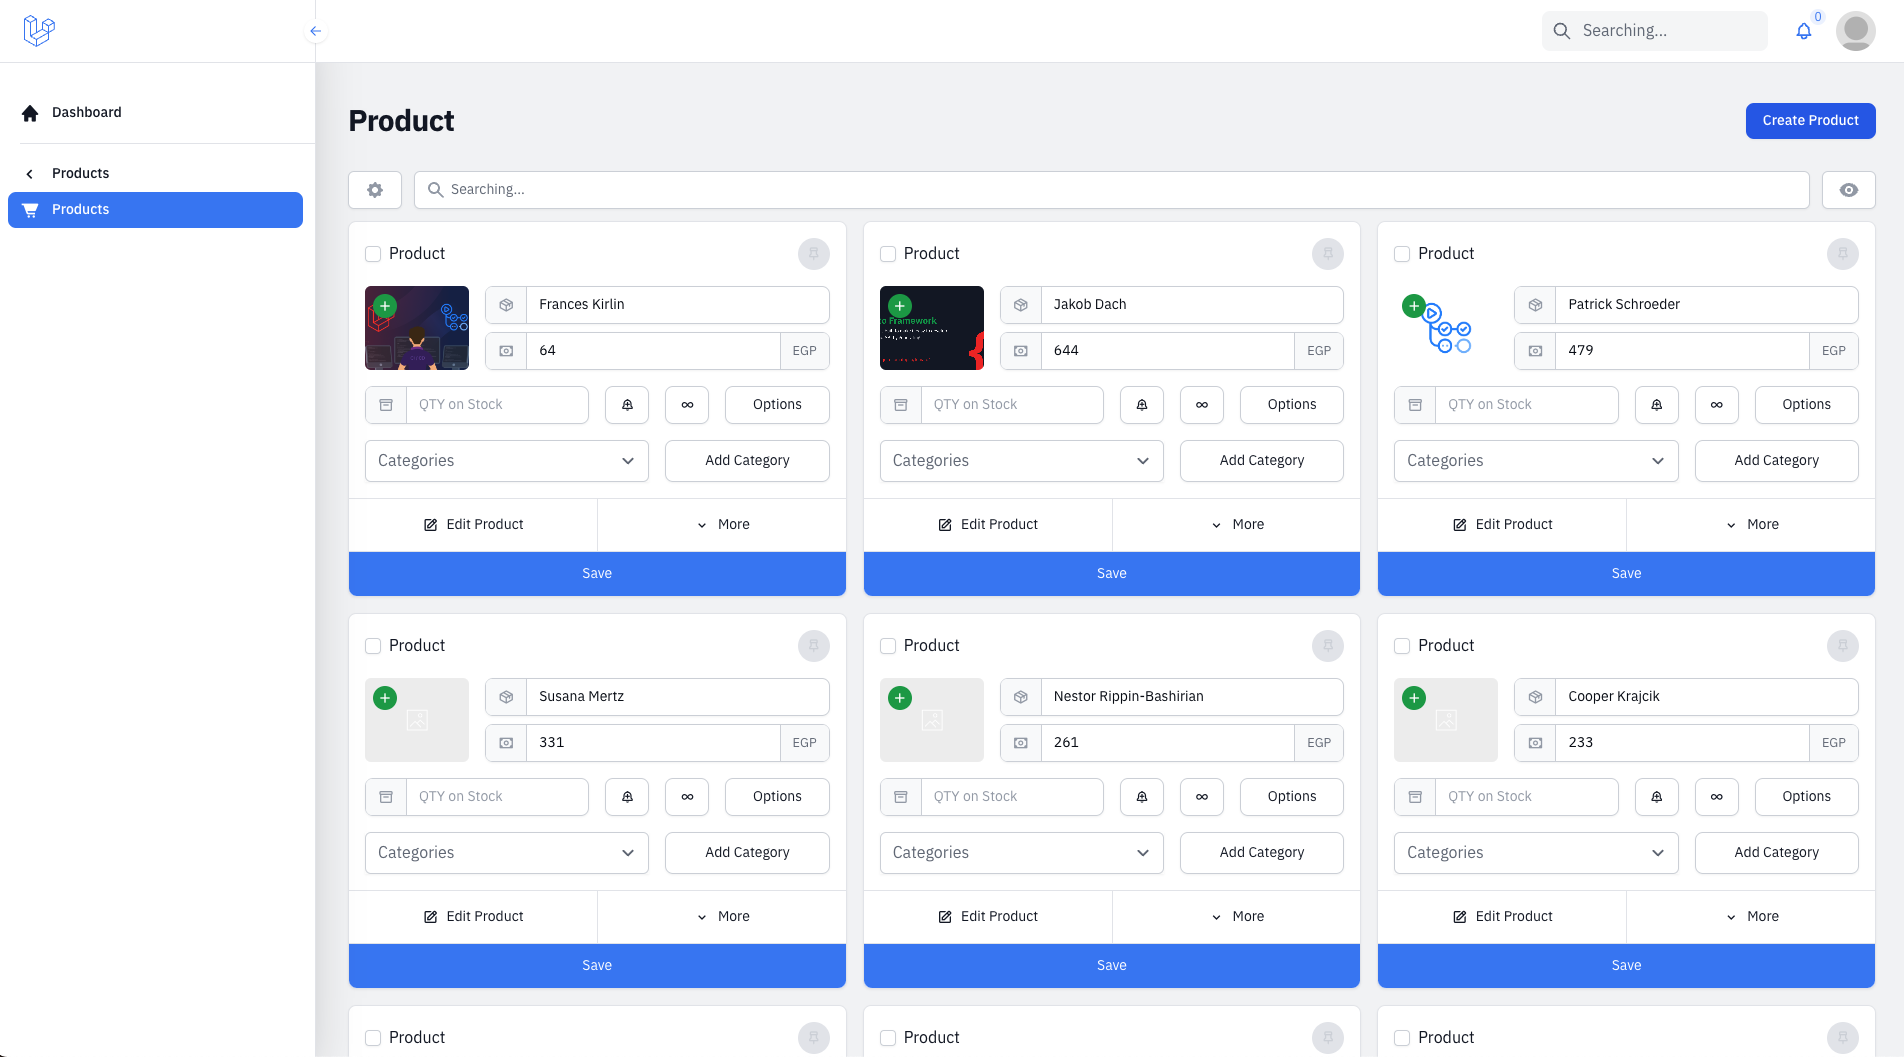 Searching...
0
Dashboard
Products
Products
Product
Create Product
Searching...
Product
Frances Kirlin
64
EGP
QTY on Stock
∞
Options
Categories
Add Category
Edit Product
More
Save
Product
to Framework
Jakob Dach
644
EGP
QTY on Stock
∞
Options
Categories
Add Category
Edit Product
More
Save
Product
Patrick Schroeder
479
EGP
QTY on Stock
∞
Options
Categories
Add Category
Edit Product
More
Save
Product
Susana Mertz
331
EGP
QTY on Stock
∞
Options
Categories
Add Category
Edit Product
More
Save
Product
Nestor Rippin-Bashirian
261
EGP
QTY on Stock
∞
Options
Categories
Add Category
Edit Product
More
Save
Product
Cooper Krajcik
233
EGP
QTY on Stock
∞
Options
Categories
Add Category
Edit Product
More
Save
Product
Product
Product